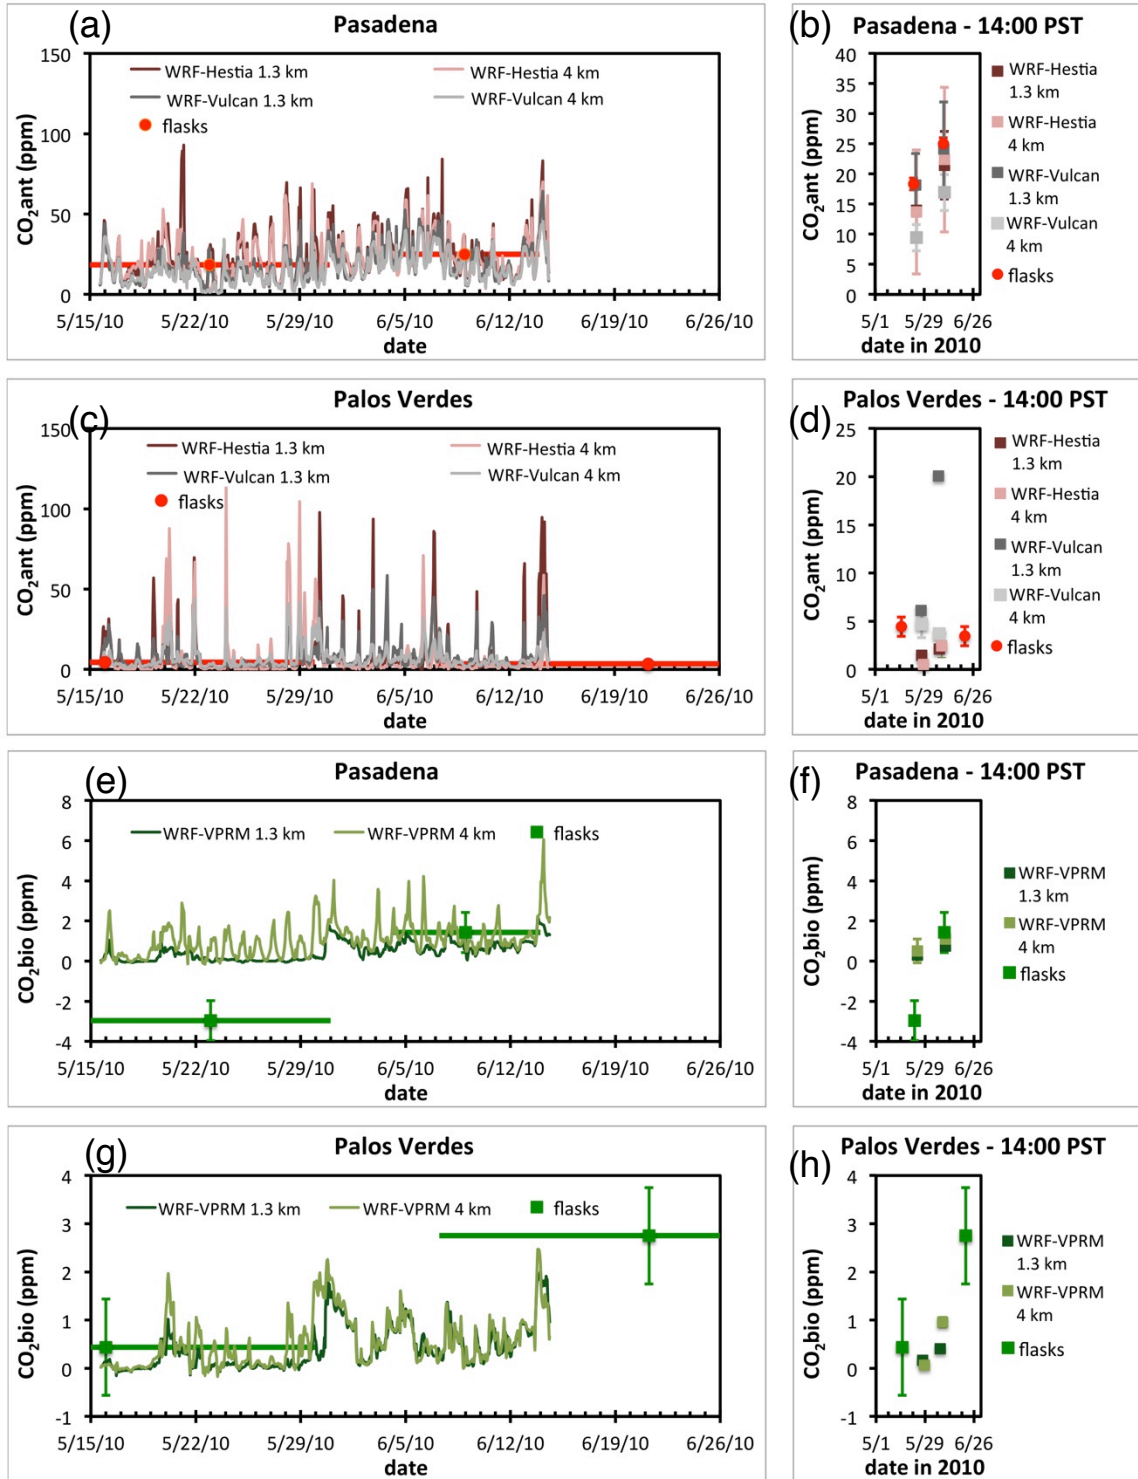 (a)
Pasadena
150
100
50
0
CO2ant (ppm)
WRF-Hestia 1.3 km
WRF-Hestia 4 km
WRF-Vulcan 1.3 km
WRF-Vulcan 4 km
flasks
5/15/10 5/22/10 5/29/10 6/5/10 6/12/10 6/19/10 6/26/10
date
(b)
Pasadena - 14:00 PST
40
35
30
25
20
15
10
5
0
CO2ant (ppm)
WRF-Hestia
1.3 km
WRF-Hestia
4 km
WRF-Vulcan
1.3 km
WRF-Vulcan
4 km
flasks
5/1 5/29 6/26
date in 2010
(c)
Palos Verdes
150
100
50
0
CO2ant (ppm)
WRF-Hestia 1.3 km
WRF-Hestia 4 km
WRF-Vulcan 1.3 km
WRF-Vulcan 4 km
flasks
5/15/10 5/22/10 5/29/10 6/5/10 6/12/10 6/19/10 6/26/10
date
(d)
Palos Verdes - 14:00 PST
25
20
15
10
5
0
CO2ant (ppm)
WRF-Hestia
1.3 km
WRF-Hestia
4 km
WRF-Vulcan
1.3 km
WRF-Vulcan
4 km
flasks
5/1 5/29 6/26
date in 2010
(e)
Pasadena
8
6
4
2
0
-2
-4
CO2bio (ppm)
WRF-VPRM 1.3 km
WRF-VPRM 4 km
flasks
5/15/10 5/22/10 5/29/10 6/5/10 6/12/10 6/19/10 6/26/10
date
(f)
Pasadena - 14:00 PST
8
6
4
2
0
-2
-4
CO2bio (ppm)
WRF-VPRM
1.3 km
WRF-VPRM
4 km
flasks
5/1 5/29 6/26
date in 2010
(g)
Palos Verdes
4
3
2
1
0
-1
CO2bio (ppm)
WRF-VPRM 1.3 km
WRF-VPRM 4 km
flasks
5/15/10 5/22/10 5/29/10 6/5/10 6/12/10 6/19/10 6/26/10
date
(h)
Palos Verdes - 14:00 PST
4
3
2
1
0
-1
CO2bio (ppm)
WRF-VPRM
1.3 km
WRF-VPRM
4 km
flasks
5/1 5/29 6/26
date in 2010